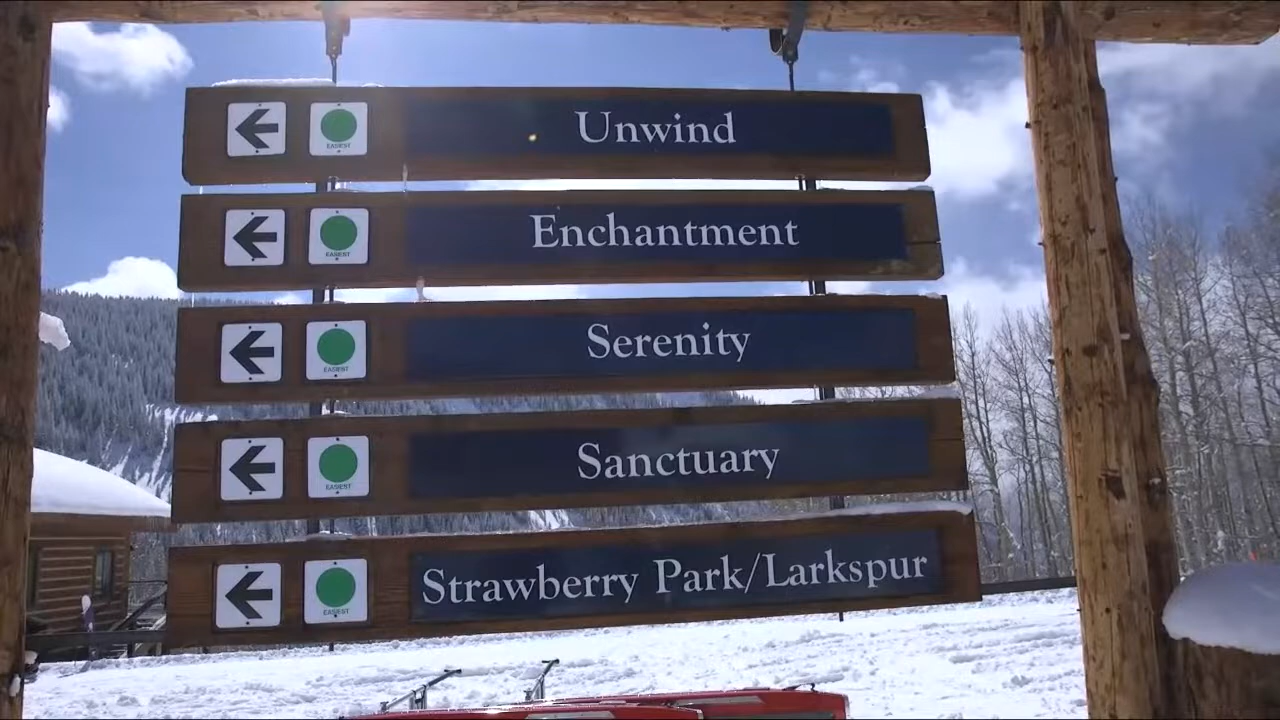 EASIEST Unwind
EASIEST Enchantment
EASIEST Serenity
EASIEST Sanctuary
EASIEST Strawberry Park/Larkspur